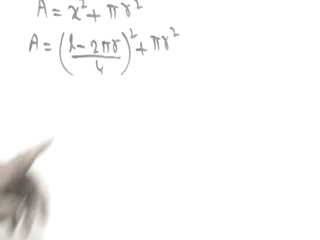 A = x² + πr²
A = ((l - 2πr)/4)² + πr²